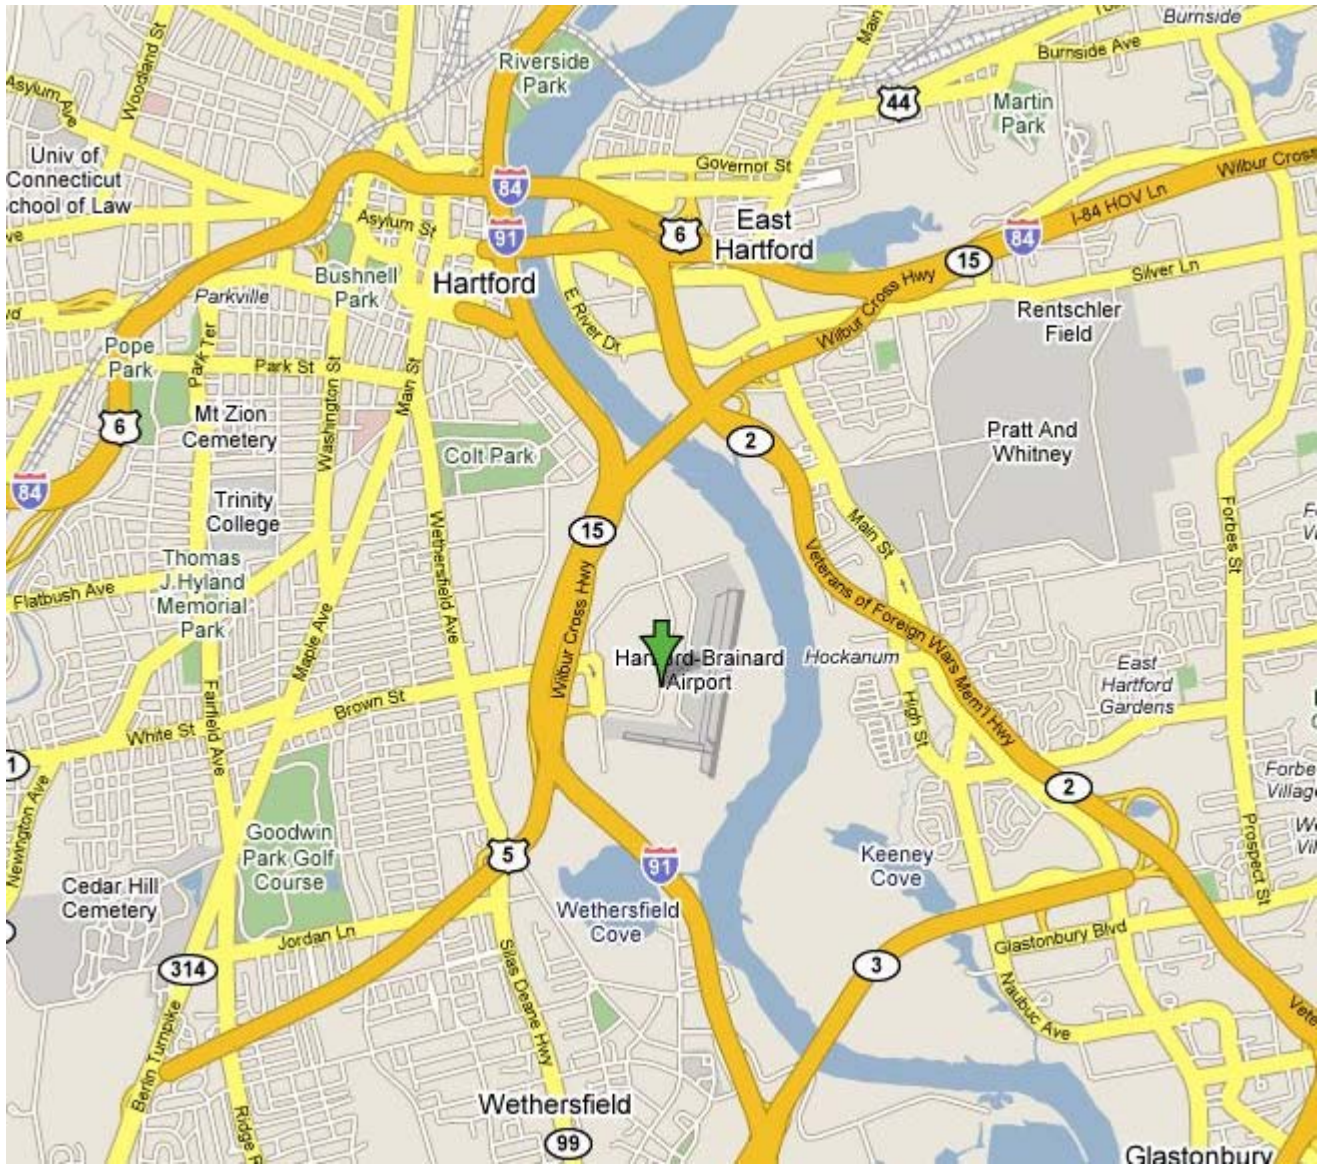 Burnside
Main
Woodland St
Riverside
Park
Burnside Ave
Asylum Ave
44
Martin
Park
Univ of
Connecticut
School of Law
Governor St
Wilbur Cross
84
I-84 HOV Ln
Asylum St
91
6
East
Hartford
84
15
Silver Ln
Bushnell
Park
Hartford
Parkville
E River Dr
Wilbur Cross Hwy
Rentschler
Field
Pope
Park
Park Ter
Park St
Washington St
Main St
6
Mt Zion
Cemetery
Colt Park
2
Pratt And
Whitney
84
Trinity
College
Wethersfield Ave
15
Main St
Forbes St
Thomas
J.Hyland
Memorial
Park
Flatbush Ave
Maple Ave
Wilbur Cross Hwy
Veterans of Foreign Wars Mem'l Hwy
Hartford-Brainard
Airport
Hockanum
East
Hartford
Gardens
Fairfield Ave
Brown St
White St
High St
1
Newington Ave
2
Forbe
Village
Prospect St
Goodwin
Park Golf
Course
5
91
Keeney
Cove
Cedar Hill
Cemetery
Wethersfield
Cove
Jordan Ln
Glastonbury Blvd
314
Silas Deane Hwy
3
Naubuc Ave
Vete
Berlin Turnpike
Wethersfield
Ridge R
99
Glastonbury